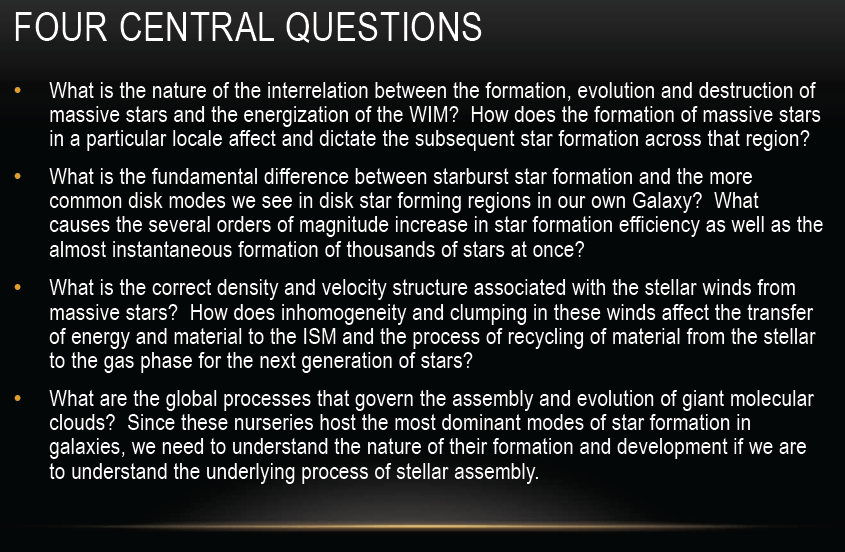 FOUR CENTRAL QUESTIONS
• What is the nature of the interrelation between the formation, evolution and destruction of
massive stars and the energization of the WIM?  How does the formation of massive stars
in a particular locale affect and dictate the subsequent star formation across that region?
• What is the fundamental difference between starburst star formation and the more
common disk modes we see in disk star forming regions in our own Galaxy?  What
causes the several orders of magnitude increase in star formation efficiency as well as the
almost instantaneous formation of thousands of stars at once?
• What is the correct density and velocity structure associated with the stellar winds from
massive stars?  How does inhomogeneity and clumping in these winds affect the transfer
of energy and material to the ISM and the process of recycling of material from the stellar
to the gas phase for the next generation of stars?
• What are the global processes that govern the assembly and evolution of giant molecular
clouds?  Since these nurseries host the most dominant modes of star formation in
galaxies, we need to understand the nature of their formation and development if we are
to understand the underlying process of stellar assembly.